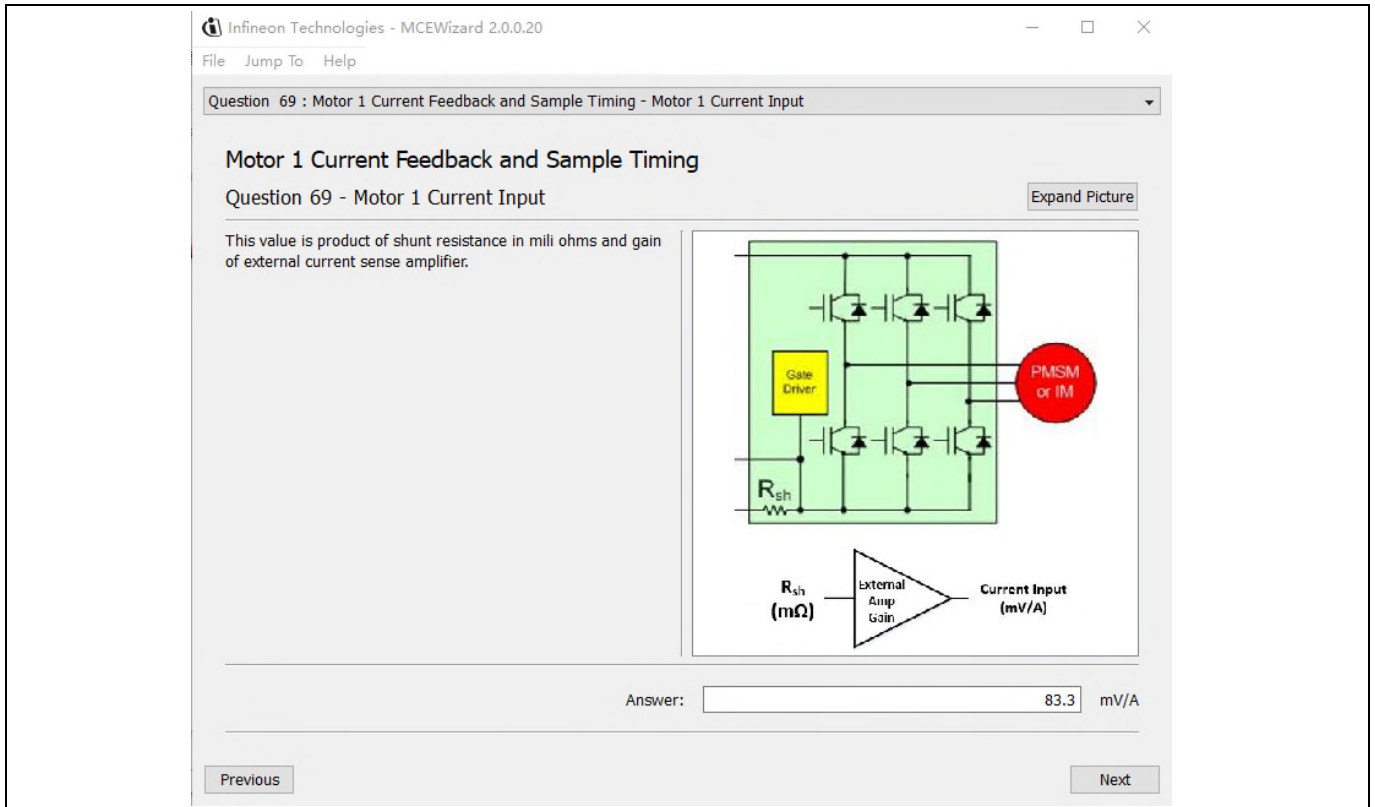 Infineon Technologies - MCEWizard 2.0.0.20
File Jump To Help
Question 69 : Motor 1 Current Feedback and Sample Timing - Motor 1 Current Input
Motor 1 Current Feedback and Sample Timing
Question 69 - Motor 1 Current Input
Expand Picture
This value is product of shunt resistance in mili ohms and gain
of external current sense amplifier.
Gate
Driver
PMSM
or IM
Rsh
Rsh
(mΩ)
External
Amp
Gain
Current Input
(mV/A)
Answer:
83.3 mV/A
Previous
Next